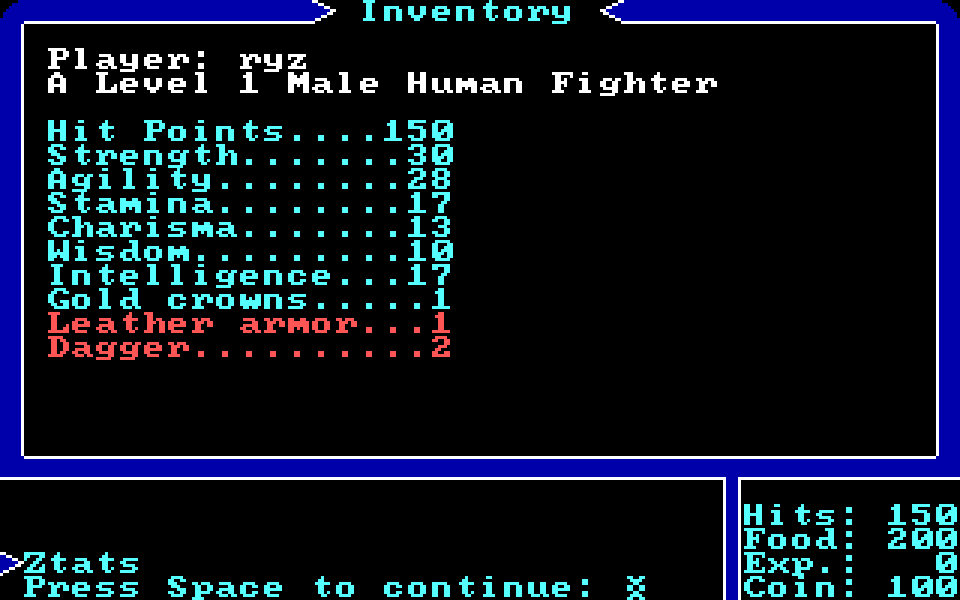 Inventory
Player: ryz
A Level 1 Male Human Fighter
Hit Points....150
Strength.......30
Agility........28
Stamina........17
Charisma.......13
Wisdom.........10
Intelligence...17
Gold crowns.....1
Leather armor...1
Dagger..........2
Ztats
Press Space to continue:
Hits: 150
Food: 200
Exp.: 0
Coin: 100